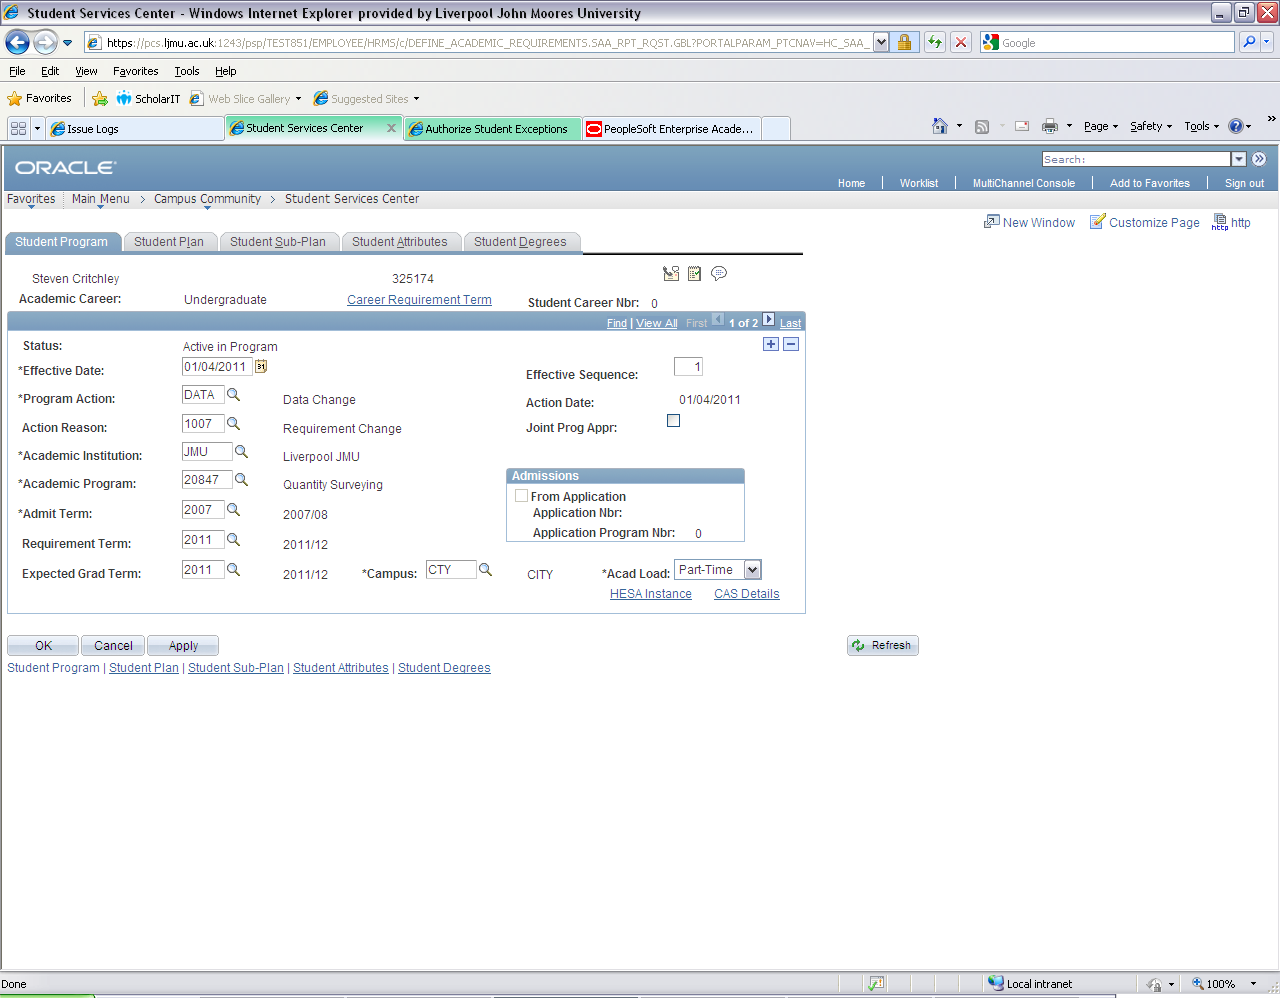 Student Services Center - Windows Internet Explorer provided by Liverpool John Moores University
https://pcs.ljmu.ac.uk:1243/psp/TEST851/EMPLOYEE/HRMS/c/DEFINE_ACADEMIC_REQUIREMENTS.SAA_RPT_RQST.GBL?PORTALPARAM_PTCNAV=HC_SAA_ Google
File Edit View Favorites Tools Help
Favorites ScholarIT Web Slice Gallery Suggested Sites
Issue Logs Student Services Center X Authorize Student Exceptions PeopleSoft Enterprise Acade... Page Safety Tools »
ORACLE Search:
Home Worklist MultiChannel Console Add to Favorites Sign out
Favorites Main Menu > Campus Community > Student Services Center
New Window Customize Page http
Student Program Student Plan Student Sub-Plan Student Attributes Student Degrees
Steven Critchley 325174
Academic Career: Undergraduate Career Requirement Term Student Career Nbr: 0
Find | View All First 1 of 2 Last
Status: Active in Program
*Effective Date: 01/04/2011 Effective Sequence: 1
*Program Action: DATA Data Change Action Date: 01/04/2011
Action Reason: 1007 Requirement Change Joint Prog Appr:
*Academic Institution: JMU Liverpool JMU
*Academic Program: 20847 Quantity Surveying
Admissions
From Application
Application Nbr:
Application Program Nbr: 0
*Admit Term: 2007 2007/08
Requirement Term: 2011 2011/12
Expected Grad Term: 2011 2011/12 *Campus: CTY CITY *Acad Load: Part-Time
HESA Instance CAS Details
OK Cancel Apply Refresh
Student Program | Student Plan | Student Sub-Plan | Student Attributes | Student Degrees
Done Local intranet 100%